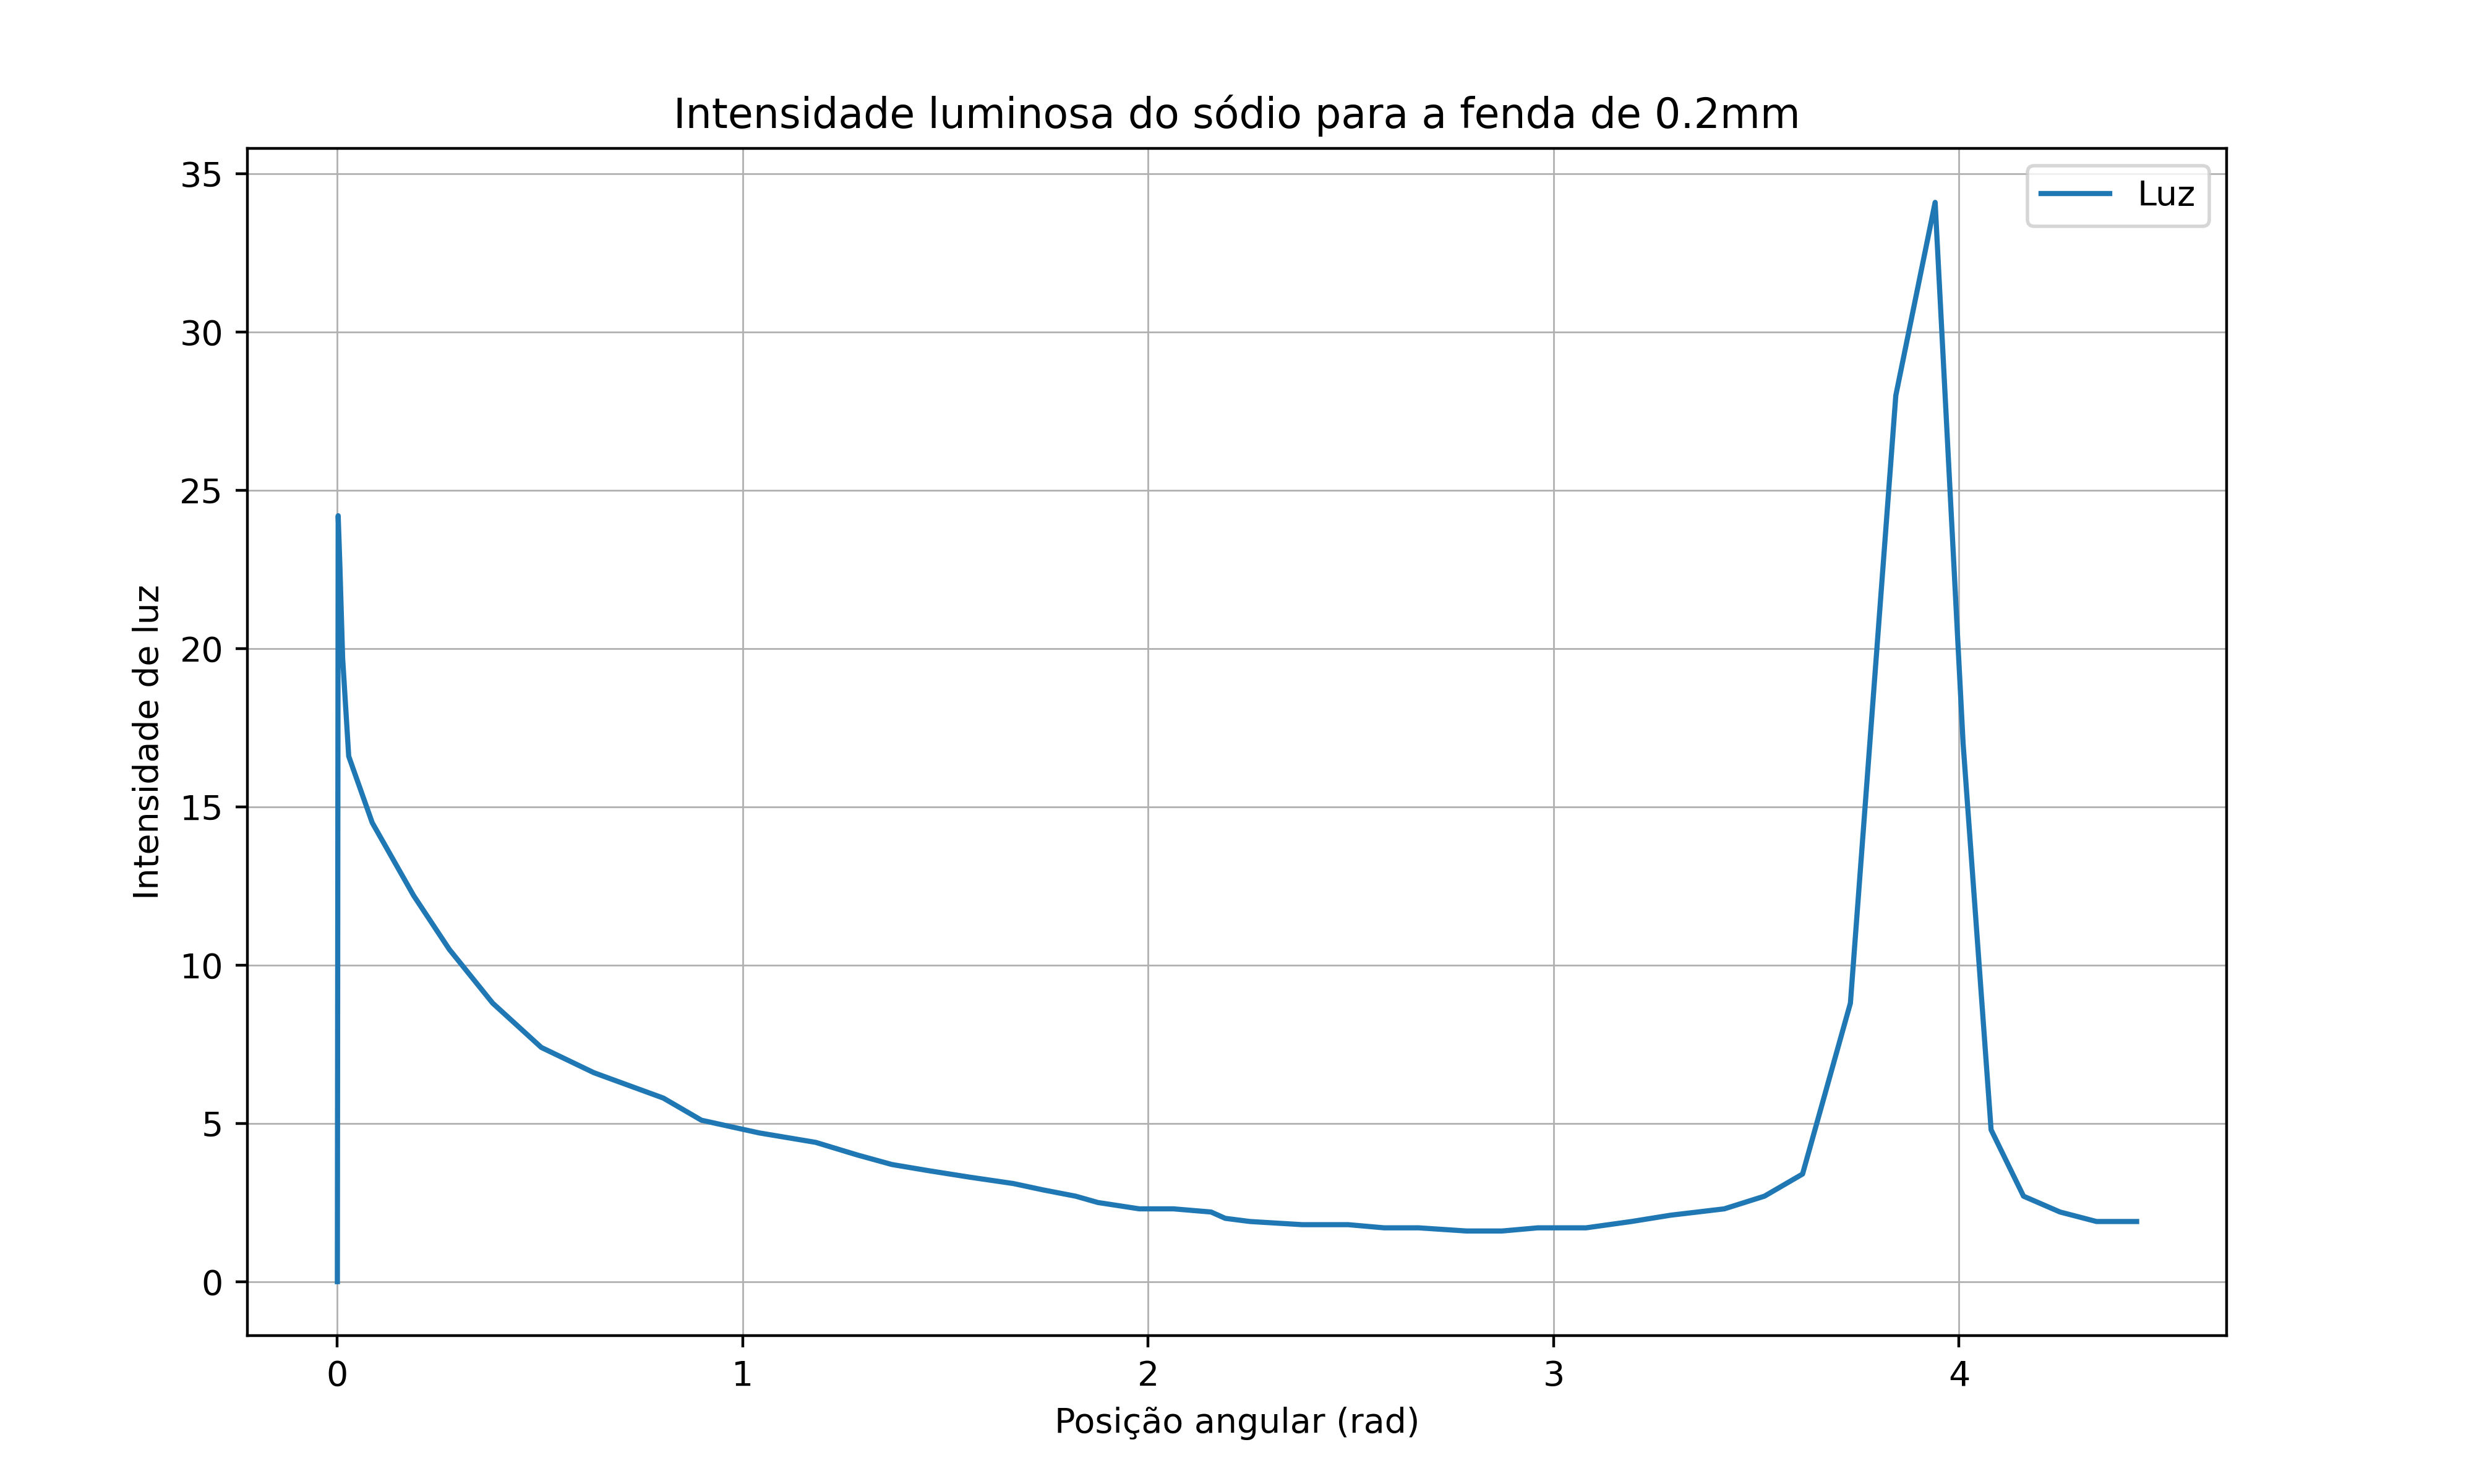 Intensidade luminosa do sódio para a fenda de 0.2mm
35
30
25
20
15
10
5
0
Intensidade de luz
Luz
0 1 2 3 4
Posição angular (rad)